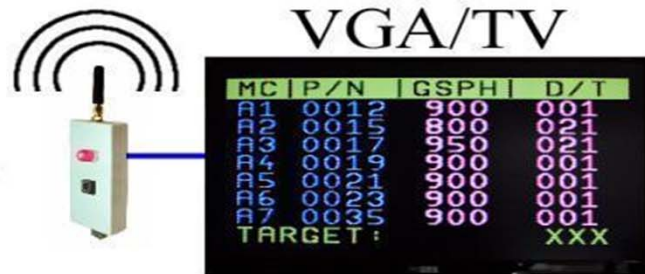 VGA/TV
MC|P/N |GSPH| D/T
A1 0012 900 001
A2 0015 800 021
A3 0017 950 021
A4 0019 900 001
A5 0021 900 001
A6 0023 900 001
A7 0035 900 001
TARGET: XXX